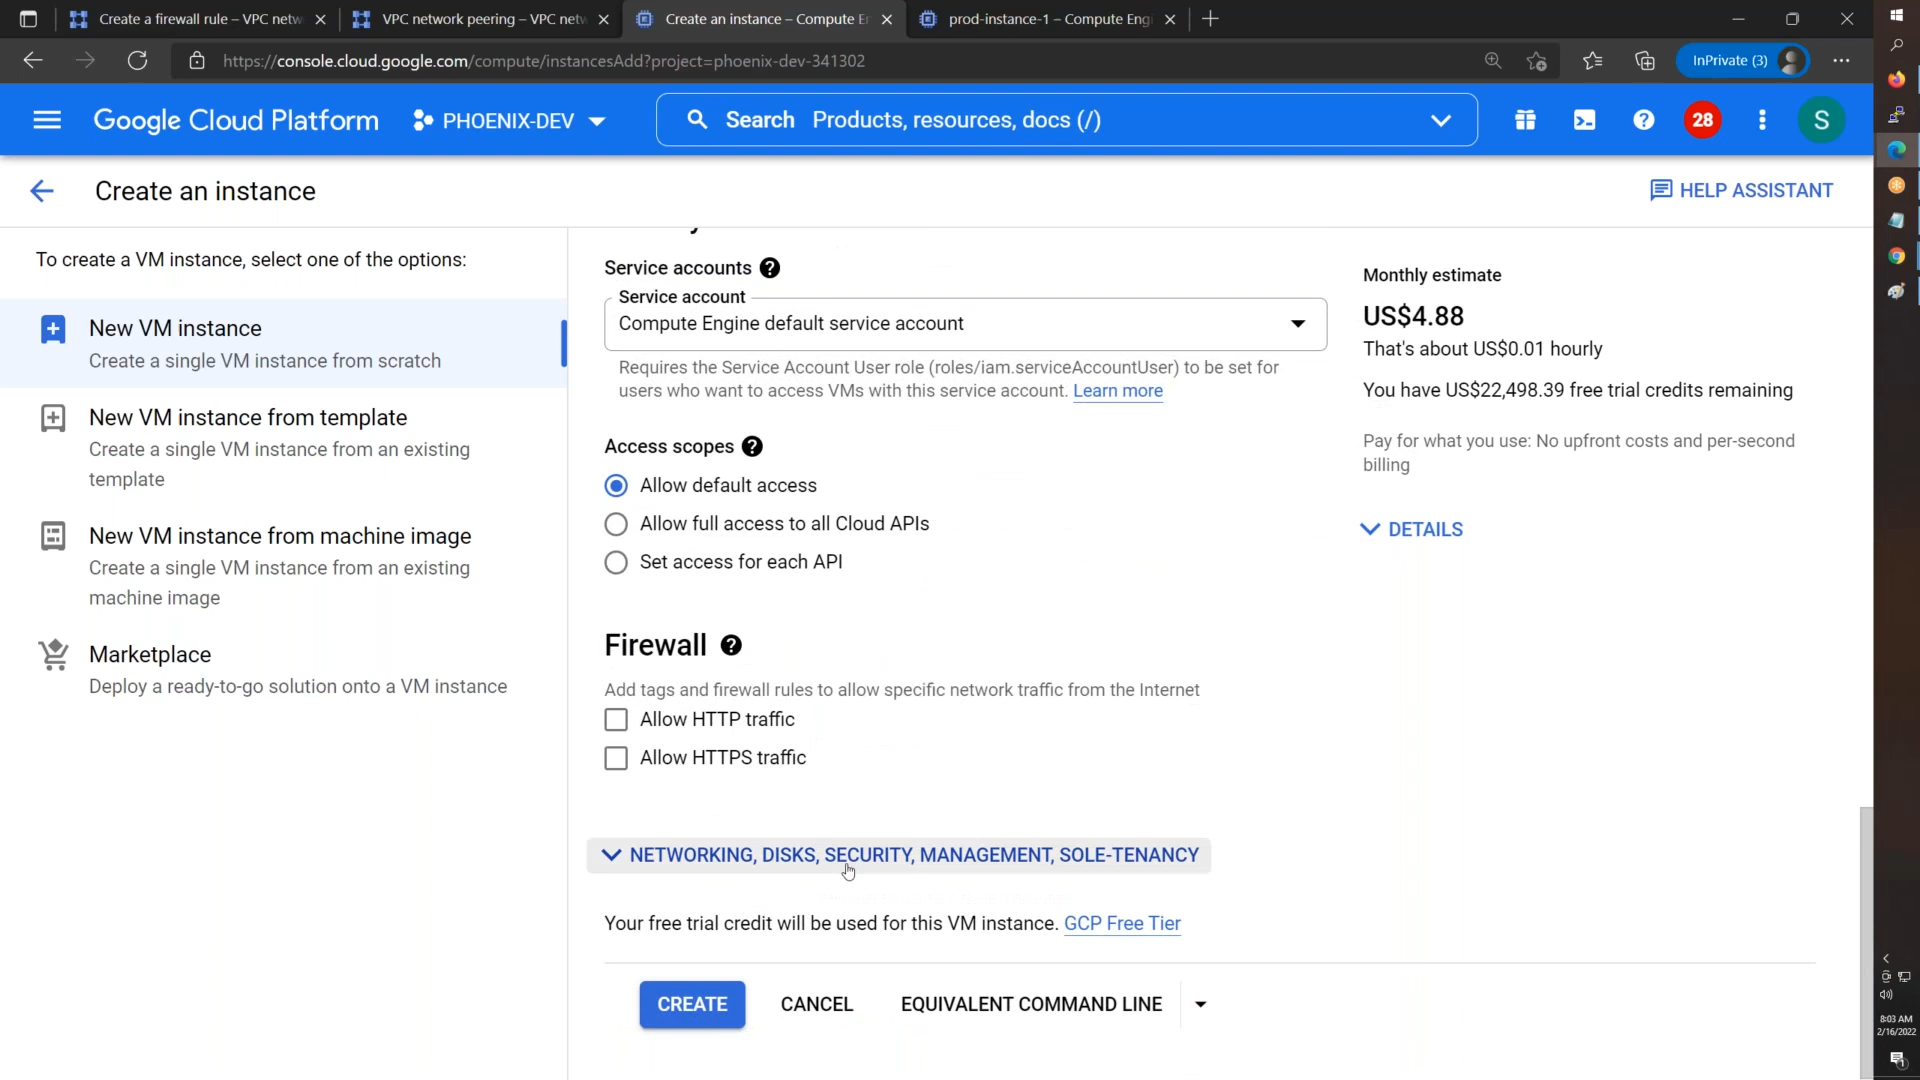 Create a firewall rule – VPC netw
VPC network peering – VPC netw
Create an instance – Compute E
prod-instance-1 – Compute Engi
https://console.cloud.google.com/compute/instancesAdd?project=phoenix-dev-341302
InPrivate (3)
Google Cloud Platform
PHOENIX-DEV
Search Products, resources, docs (/)
28
S
Create an instance
HELP ASSISTANT
To create a VM instance, select one of the options:
New VM instance
Create a single VM instance from scratch
New VM instance from template
Create a single VM instance from an existing
template
New VM instance from machine image
Create a single VM instance from an existing
machine image
Marketplace
Deploy a ready-to-go solution onto a VM instance
Service accounts
Service account
Compute Engine default service account
Requires the Service Account User role (roles/iam.serviceAccountUser) to be set for
users who want to access VMs with this service account. Learn more
Access scopes
Allow default access
Allow full access to all Cloud APIs
Set access for each API
Firewall
Add tags and firewall rules to allow specific network traffic from the Internet
Allow HTTP traffic
Allow HTTPS traffic
NETWORKING, DISKS, SECURITY, MANAGEMENT, SOLE-TENANCY
Your free trial credit will be used for this VM instance. GCP Free Tier
CREATE
CANCEL
EQUIVALENT COMMAND LINE
Monthly estimate
US$4.88
That's about US$0.01 hourly
You have US$22,498.39 free trial credits remaining
Pay for what you use: No upfront costs and per-second
billing
DETAILS
8:03 AM
2/16/2022